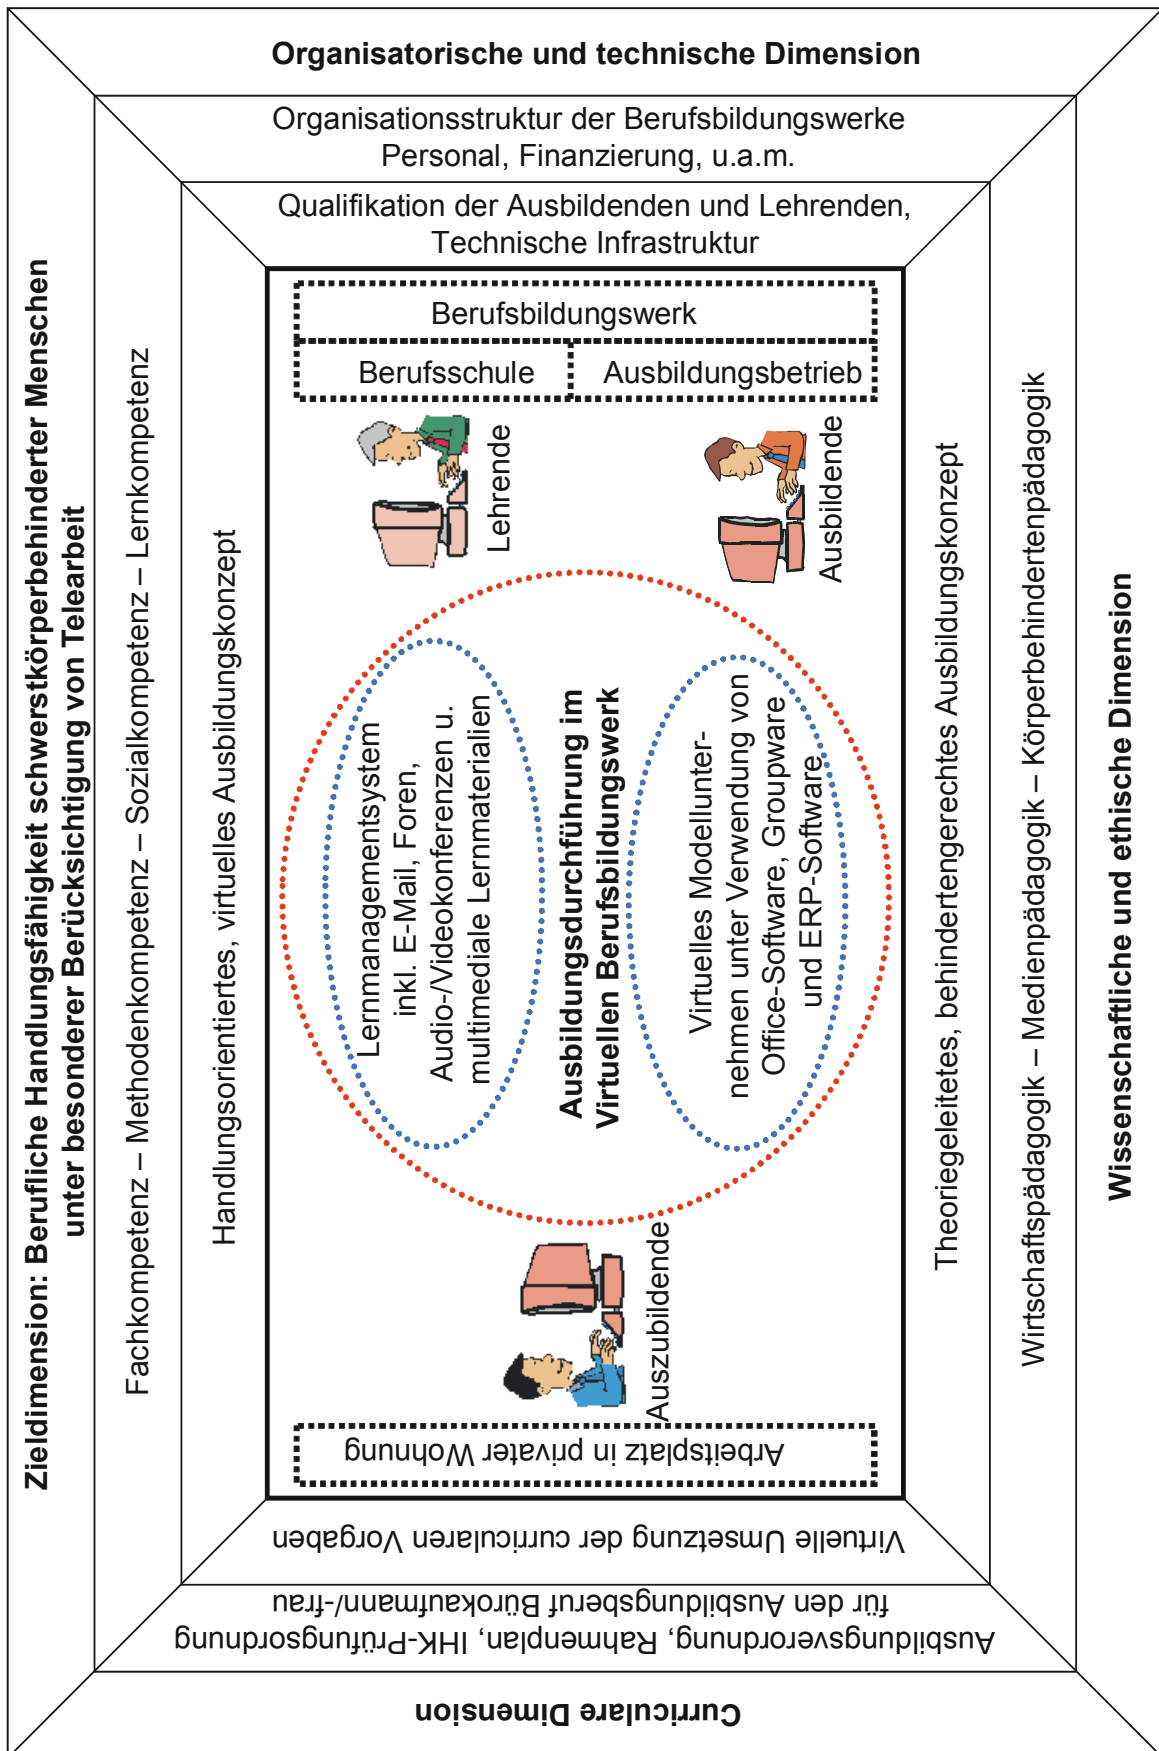 Zieldimension: Berufliche Handlungsfähigkeit schwerstkörperbehinderter Menschen
unter besonderer Berücksichtigung von Telearbeit
Fachkompetenz – Methodenkompetenz – Sozialkompetenz – Lernkompetenz
Handlungsorientiertes, virtuelles Ausbildungskonzept
Organisatorische und technische Dimension
Organisationsstruktur der Berufsbildungswerke
Personal, Finanzierung, u.a.m.
Qualifikation der Ausbildenden und Lehrenden,
Technische Infrastruktur
Berufsbildungswerk
Berufsschule
Ausbildungsbetrieb
Lehrende
Ausbildende
Lernmanagementsystem
inkl. E-Mail, Foren,
Audio-/Videokonferenzen u.
multimediale Lernmaterialien
Ausbildungsdurchführung im
Virtuellen Berufsbildungswerk
Virtuelles Modellunter-
nehmen unter Verwendung von
Office-Software, Groupware
und ERP-Software
Auszubildende
Arbeitsplatz in privater Wohnung
Virtuelle Umsetzung der curricularen Vorgaben
Ausbildungsverordnung, Rahmenplan, IHK-Prüfungsordnung
für den Ausbildungsberuf Bürokaufmann/-frau
Curriculare Dimension
Theoriegeleitetes, behindertengerechtes Ausbildungskonzept
Wirtschaftspädagogik – Medienpädagogik – Körperbehindertenpädagogik
Wissenschaftliche und ethische Dimension